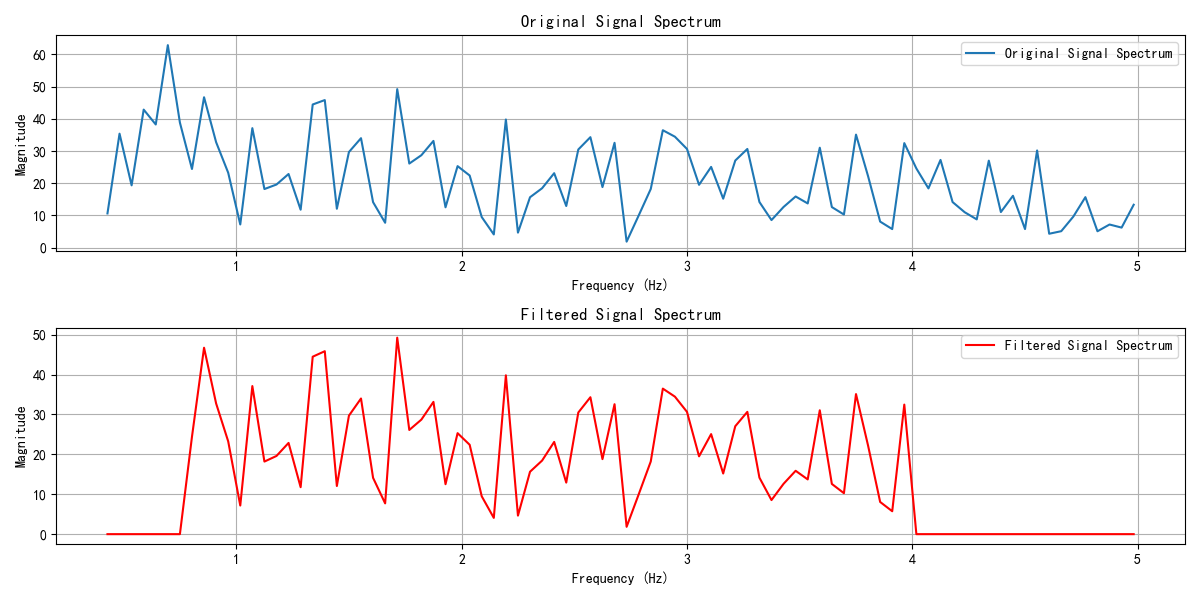 Original Signal Spectrum
Original Signal Spectrum
Magnitude
60
50
40
30
20
10
0
1
2
3
4
5
Frequency (Hz)
Filtered Signal Spectrum
Filtered Signal Spectrum
Magnitude
50
40
30
20
10
0
1
2
3
4
5
Frequency (Hz)